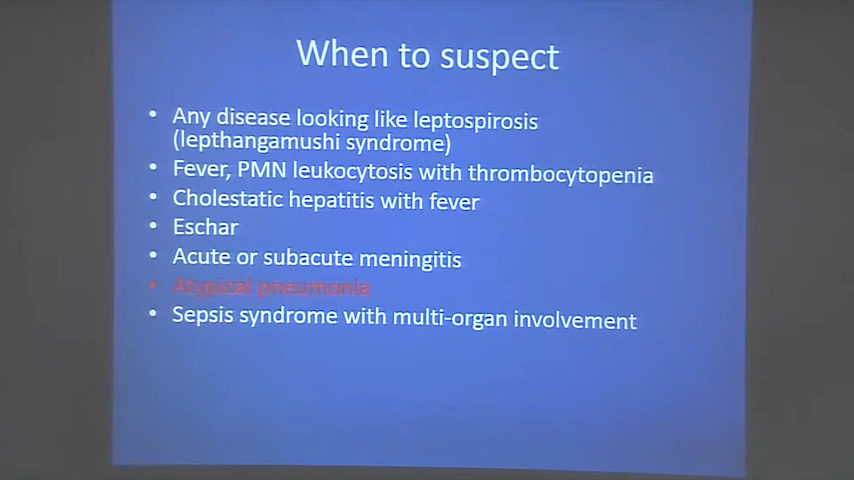 When to suspect
• Any disease looking like leptospirosis
(lepthangamushi syndrome)
• Fever, PMN leukocytosis with thrombocytopenia
• Cholestatic hepatitis with fever
• Eschar
• Acute or subacute meningitis
• Atypical pneumonia
• Sepsis syndrome with multi-organ involvement